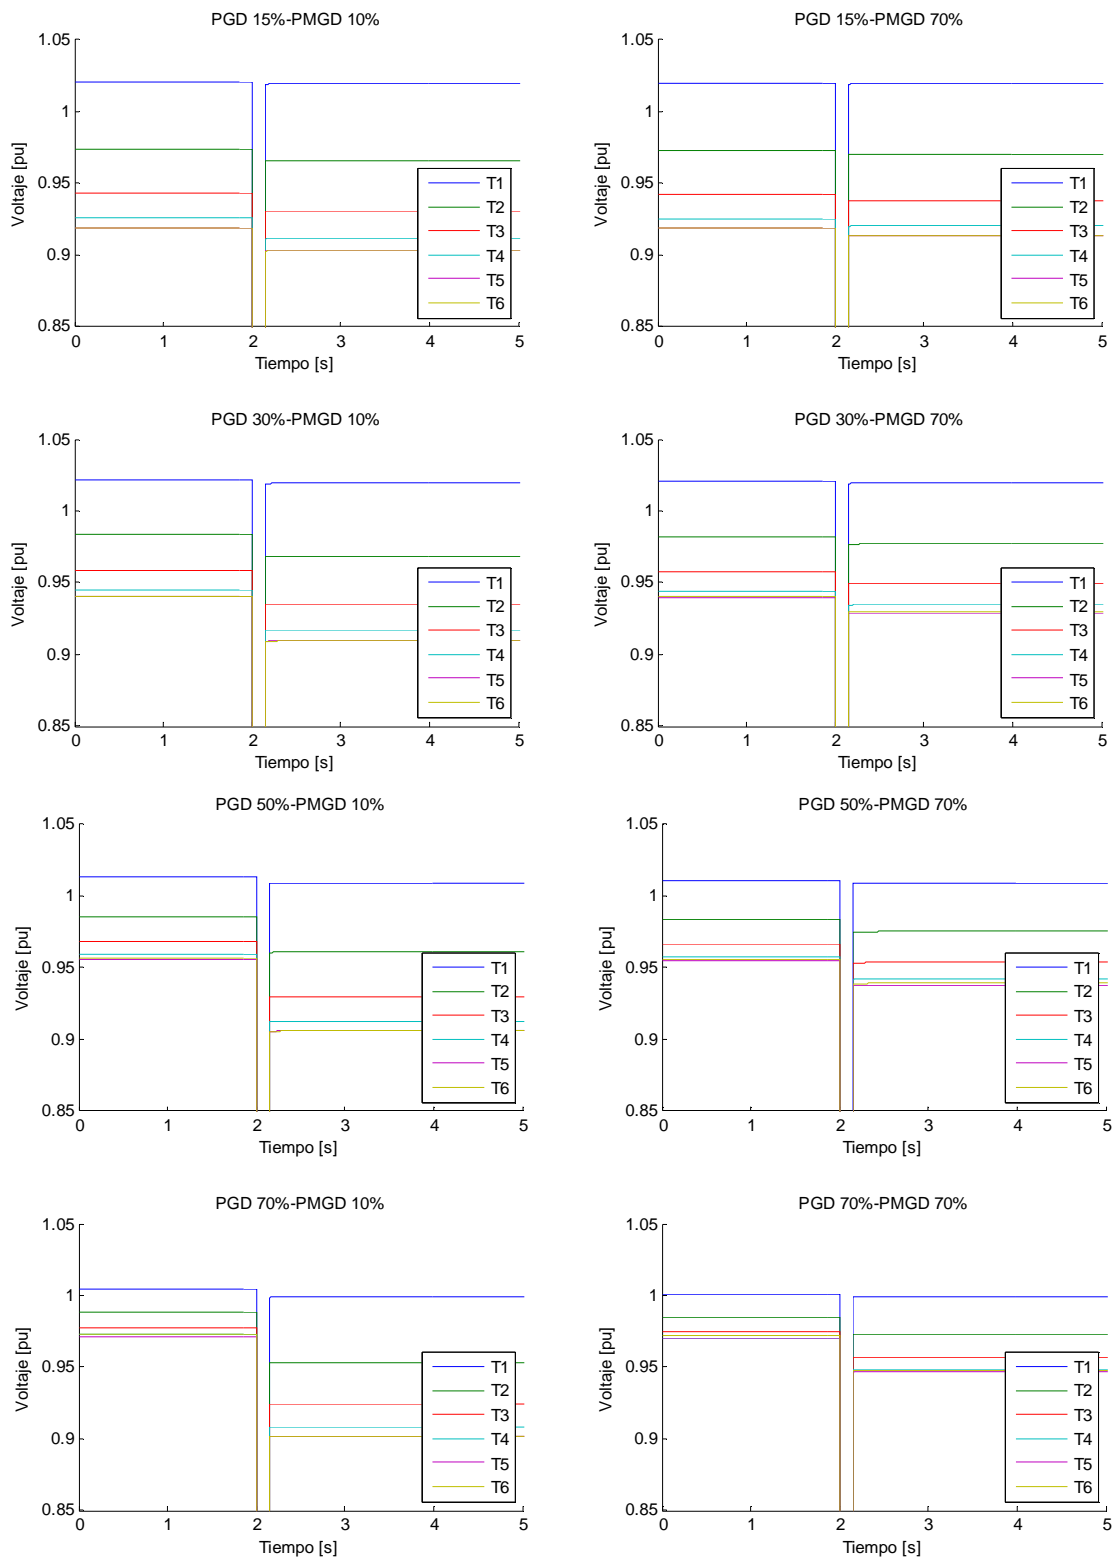 PGD 15%-PMGD 10%
1.05
1
0.95
0.9
0.85
Voltaje [pu]
T1
T2
T3
T4
T5
T6
0 1 2 3 4 5
Tiempo [s]
PGD 15%-PMGD 70%
1.05
1
0.95
0.9
0.85
Voltaje [pu]
T1
T2
T3
T4
T5
T6
0 1 2 3 4 5
Tiempo [s]
PGD 30%-PMGD 10%
1.05
1
0.95
0.9
0.85
Voltaje [pu]
T1
T2
T3
T4
T5
T6
0 1 2 3 4 5
Tiempo [s]
PGD 30%-PMGD 70%
1.05
1
0.95
0.9
0.85
Voltaje [pu]
T1
T2
T3
T4
T5
T6
0 1 2 3 4 5
Tiempo [s]
PGD 50%-PMGD 10%
1.05
1
0.95
0.9
0.85
Voltaje [pu]
T1
T2
T3
T4
T5
T6
0 1 2 3 4 5
Tiempo [s]
PGD 50%-PMGD 70%
1.05
1
0.95
0.9
0.85
Voltaje [pu]
T1
T2
T3
T4
T5
T6
0 1 2 3 4 5
Tiempo [s]
PGD 70%-PMGD 10%
1.05
1
0.95
0.9
0.85
Voltaje [pu]
T1
T2
T3
T4
T5
T6
0 1 2 3 4 5
Tiempo [s]
PGD 70%-PMGD 70%
1.05
1
0.95
0.9
0.85
Voltaje [pu]
T1
T2
T3
T4
T5
T6
0 1 2 3 4 5
Tiempo [s]